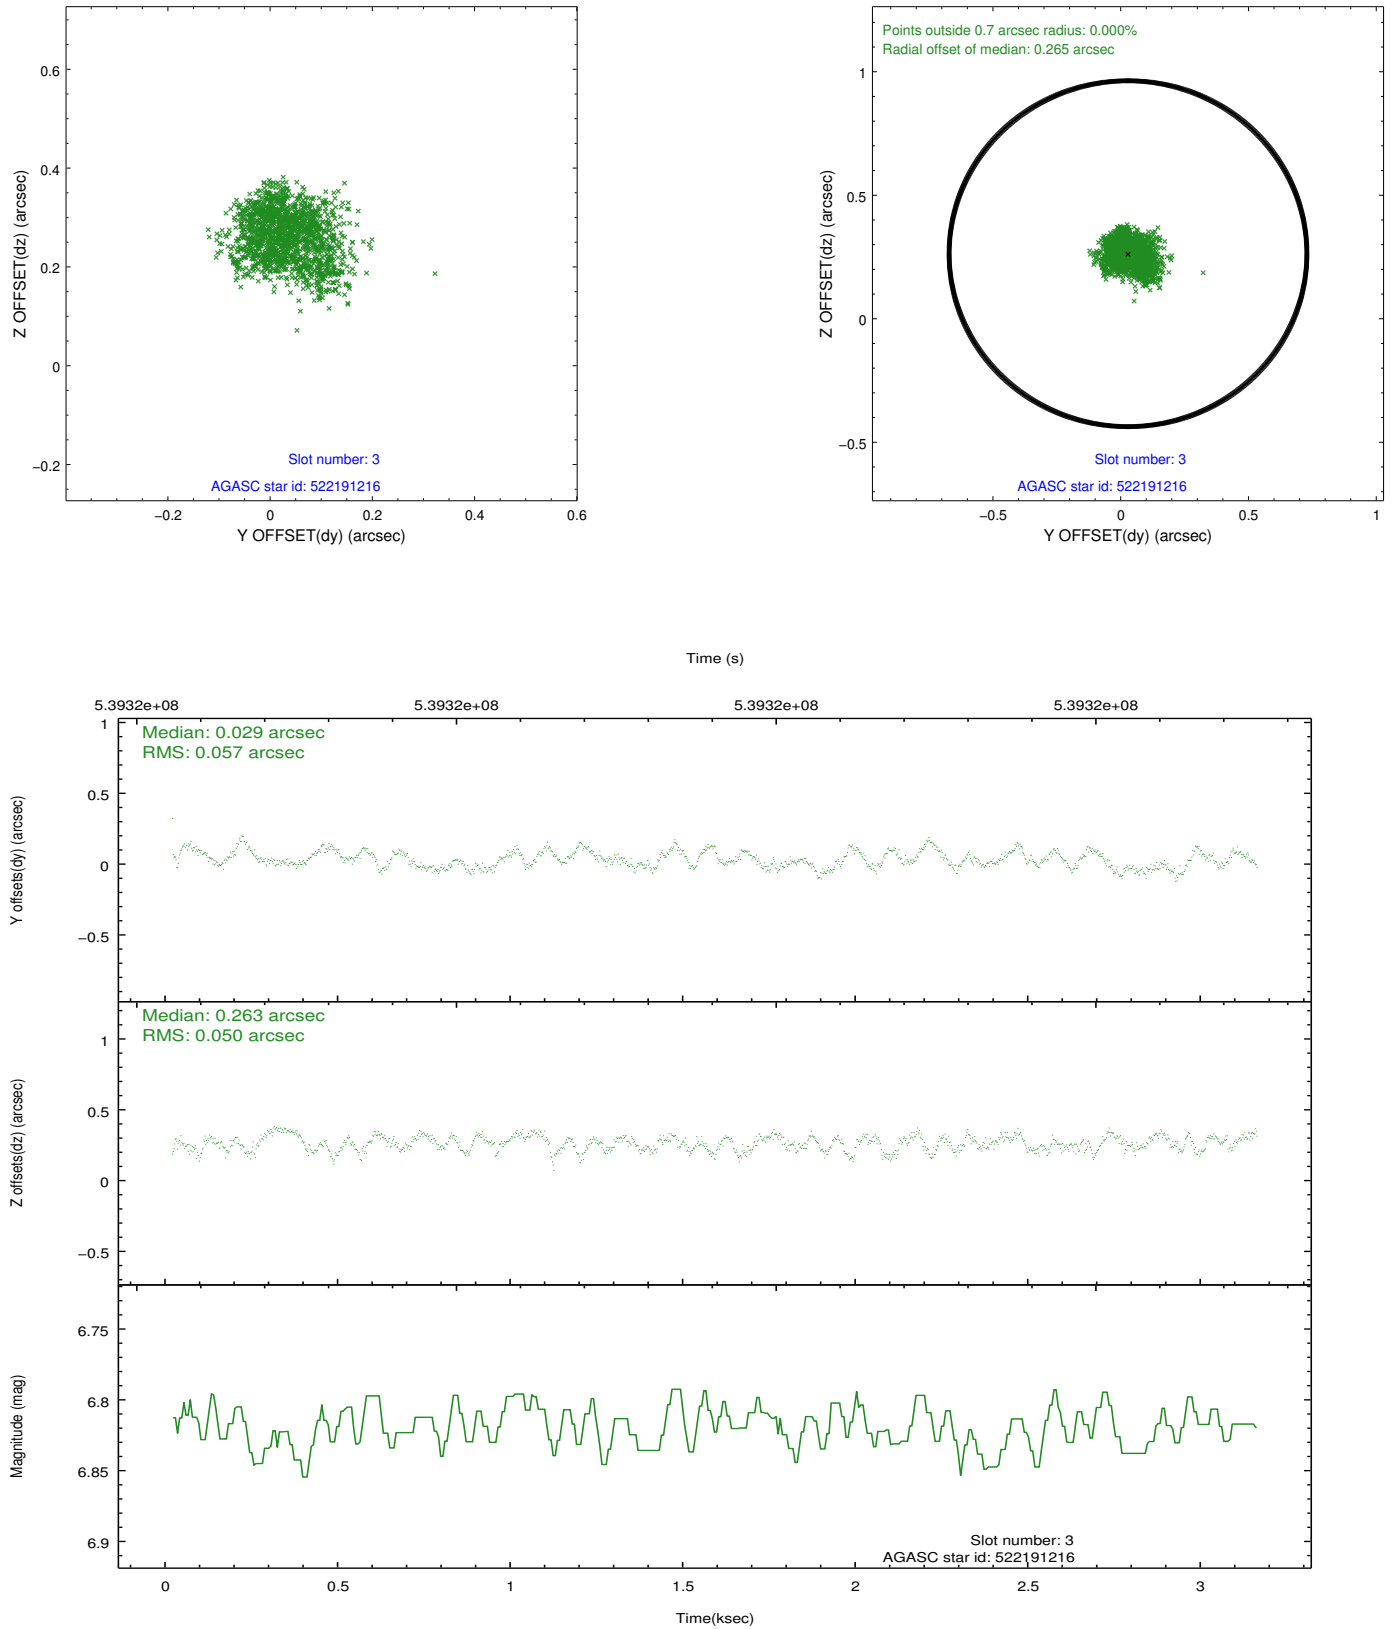 0.6
0.4
0.2
0
−0.2
Z OFFSET(dz) (arcsec)
Slot number: 3
AGASC star id: 522191216
−0.2 0 0.2 0.4 0.6
Y OFFSET(dy) (arcsec)
Points outside 0.7 arcsec radius: 0.000%
Radial offset of median: 0.265 arcsec
1
0.5
0
−0.5
Z OFFSET(dz) (arcsec)
Slot number: 3
AGASC star id: 522191216
−0.5 0 0.5 1
Y OFFSET(dy) (arcsec)
Time (s)
5.3932e+08 5.3932e+08 5.3932e+08 5.3932e+08
Median: 0.029 arcsec
RMS: 0.057 arcsec
1
0.5
0
−0.5
Y offsets(dy) (arcsec)
Median: 0.263 arcsec
RMS: 0.050 arcsec
1
0.5
0
−0.5
Z offsets(dz) (arcsec)
6.75
6.8
6.85
6.9
Magnitude (mag)
Slot number: 3
AGASC star id: 522191216
0 0.5 1 1.5 2 2.5 3
Time(ksec)